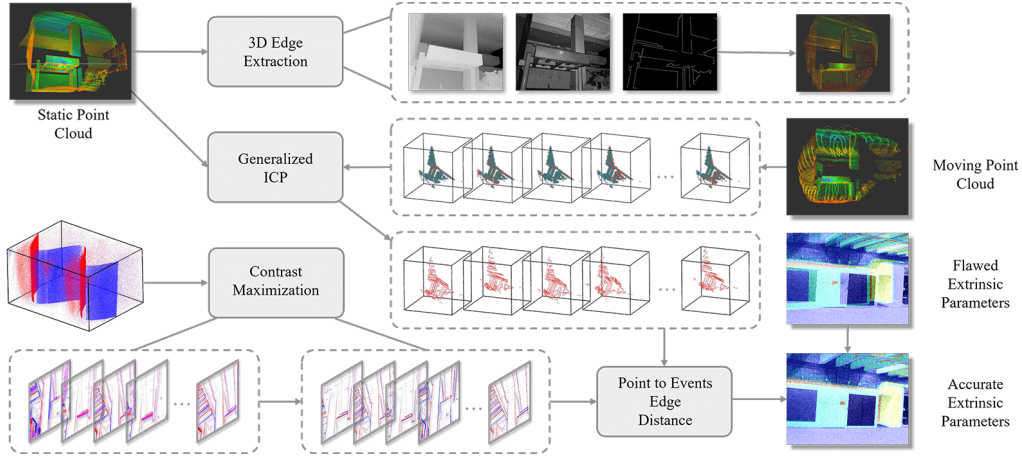 3D Edge
Extraction
Static Point
Cloud
Generalized
ICP
Moving Point
Cloud
Contrast
Maximization
Flawed
Extrinsic
Parameters
Point to Events
Edge
Distance
Accurate
Extrinsic
Parameters